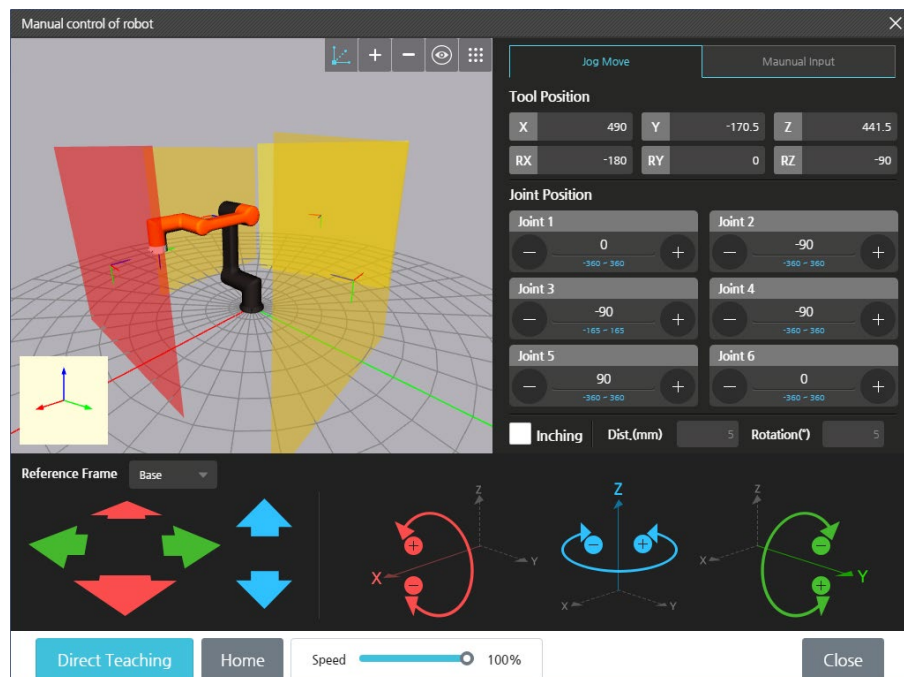 Manual control of robot
Jog Move
Maunual Input
Tool Position
X 490 Y -170.5 Z 441.5
RX -180 RY 0 RZ -90
Joint Position
Joint 1 Joint 2
0 -90
-360 ~ 360 -360 ~ 360
Joint 3 Joint 4
-90 -90
-165 ~ 165 -360 ~ 360
Joint 5 Joint 6
90 0
-360 ~ 360 -360 ~ 360
Inching Dist.(mm) 5 Rotation(°) 5
Reference Frame Base
Z
X
Y
Z
X
Y
Z
X
Y
Direct Teaching Home Speed 100% Close